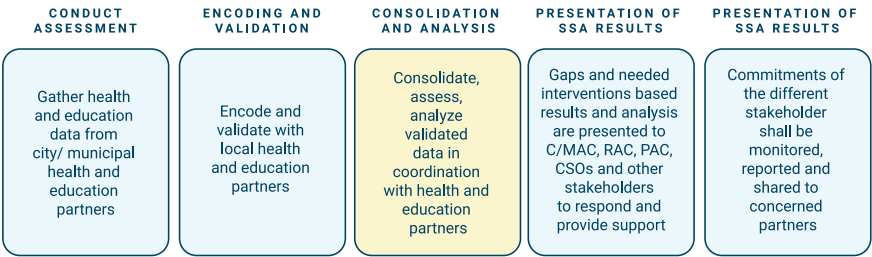 CONDUCT
ASSESSMENT
Gather health
and education
data from
city/ municipal
health and
education
partners
ENCODING AND
VALIDATION
Encode and
validate with
local health
and education
partners
CONSOLIDATION
AND ANALYSIS
Consolidate,
assess,
analyze
validated
data in
coordination
with health and
education
partners
PRESENTATION OF
SSA RESULTS
Gaps and needed
interventions based
results and analysis
are presented to
C/MAC, RAC, PAC,
CSOs and other
stakeholders
to respond and
provide support
PRESENTATION OF
SSA RESULTS
Commitments of
the different
stakeholder
shall be
monitored,
reported and
shared to
concerned
partners